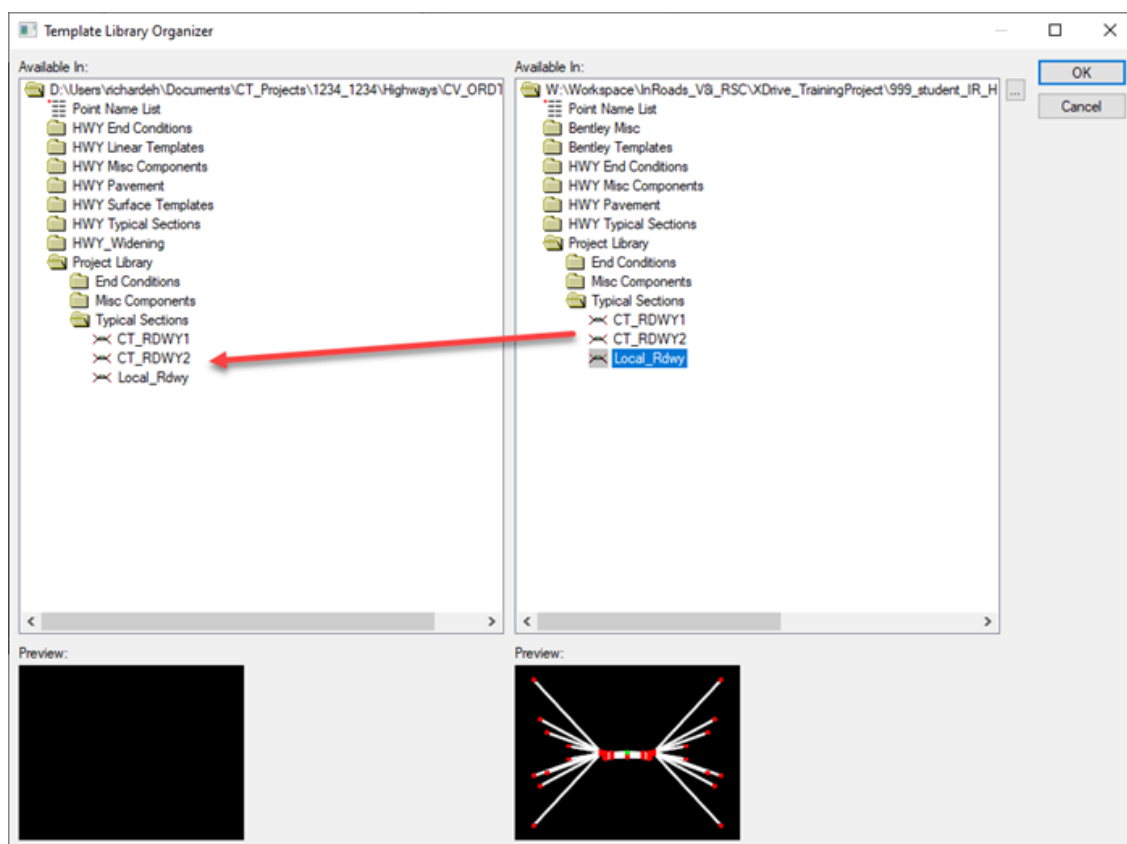 Template Library Organizer
Available In:
D:\Users\richardeh\Documents\CT_Projects\1234_1234\Highways\CV_ORD1
Point Name List
HWY End Conditions
HWY Linear Templates
HWY Misc Components
HWY Pavement
HWY Surface Templates
HWY Typical Sections
HWY_Widening
Project Library
End Conditions
Misc Components
Typical Sections
CT_RDWY1
CT_RDWY2
Local_Rdwy
Preview:
Available In:
W:\Workspace\InRoads_V8i_RSC\XDrive_TrainingProject\999_student_IR_H
...
Point Name List
Bentley Misc
Bentley Templates
HWY End Conditions
HWY Misc Components
HWY Pavement
HWY Typical Sections
Project Library
End Conditions
Misc Components
Typical Sections
CT_RDWY1
CT_RDWY2
Local_Rdwy
Preview:
OK
Cancel